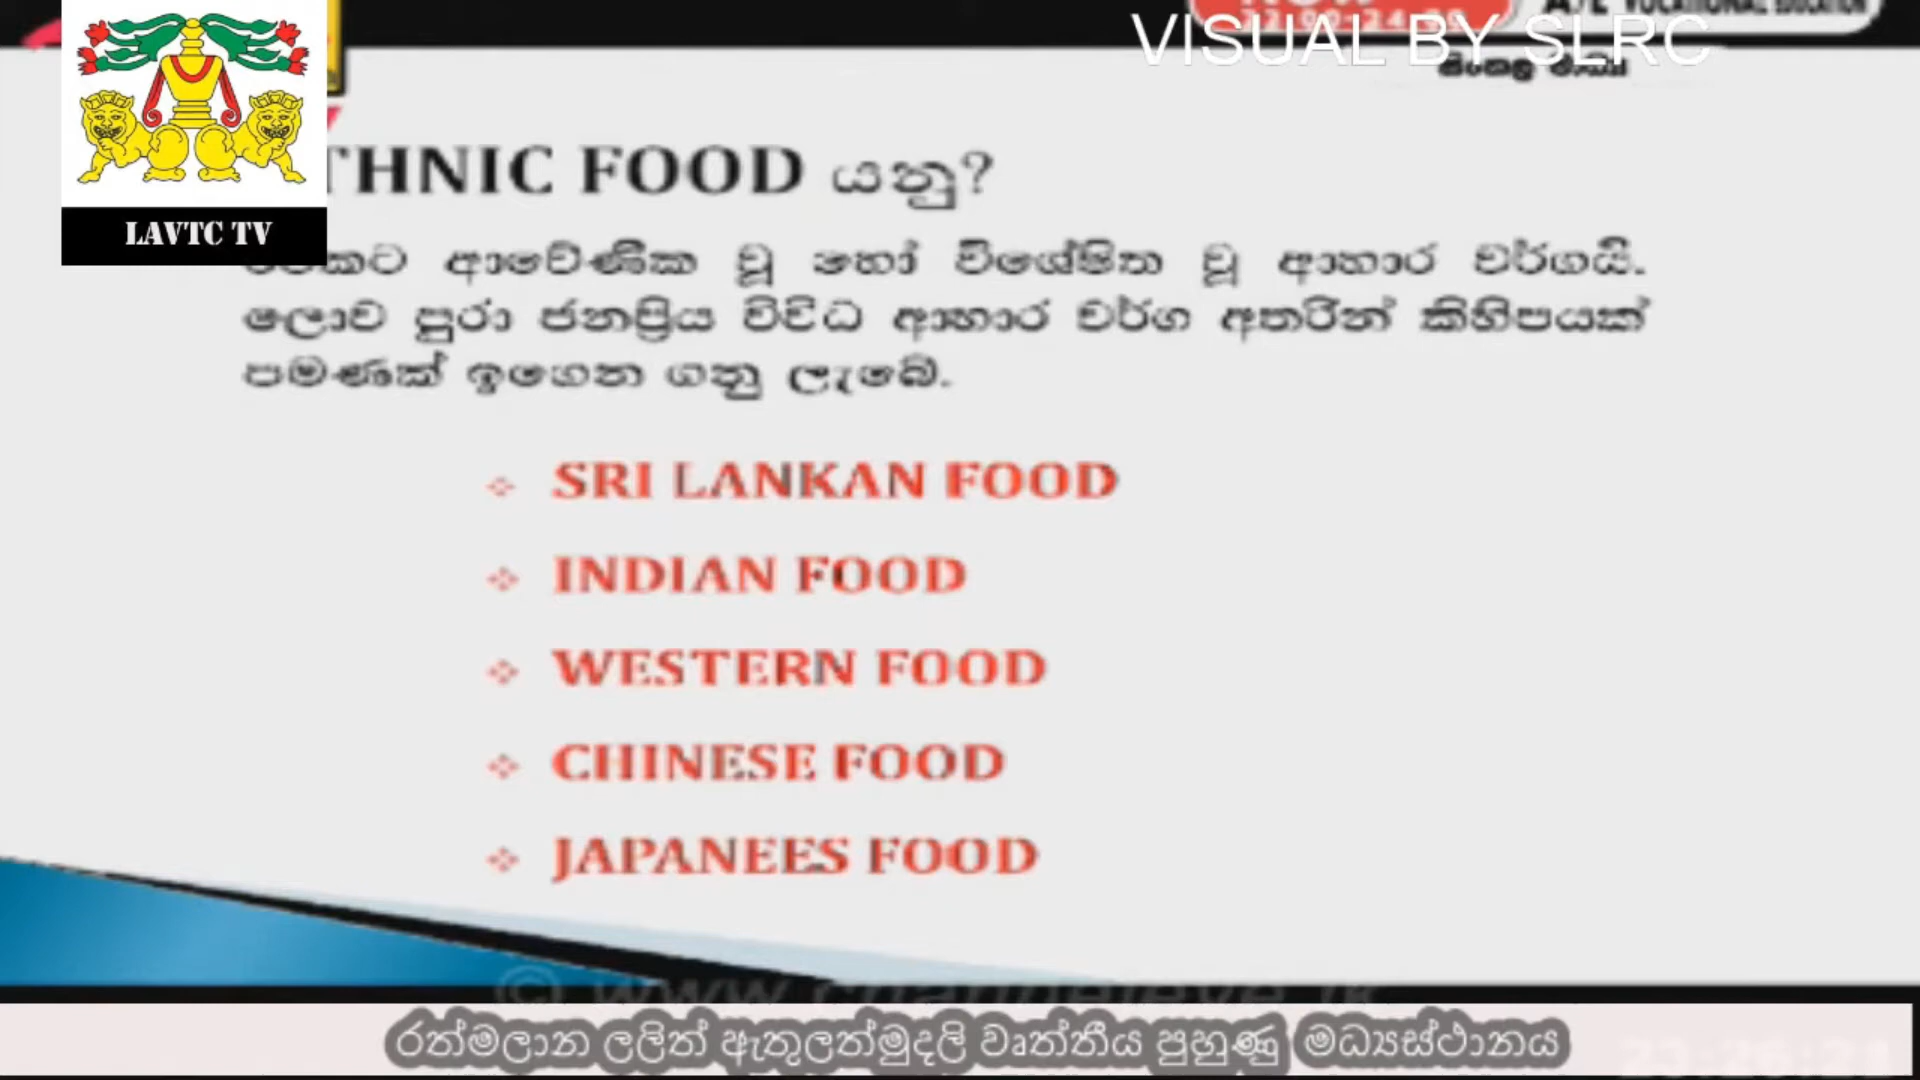 VISUAL BY SLRC
සිංහල මාධ්‍ය
LAVTC TV
THNIC FOOD යනු?
ආවේණික වූ හෝ විශේෂිත වූ ආහාර වර්ගයි.
ලොව පුරා ජනප්‍රිය විවිධ ආහාර වර්ග අතරින් කිහිපයක්
පමණක් ඉගෙන ගනු ලැබේ.
SRI LANKAN FOOD
INDIAN FOOD
WESTERN FOOD
CHINESE FOOD
JAPANEES FOOD
රත්මලාන ලලිත් ඇතුලත්මුදලි වෘත්තීය පුහුණු මධ්‍යස්ථානය